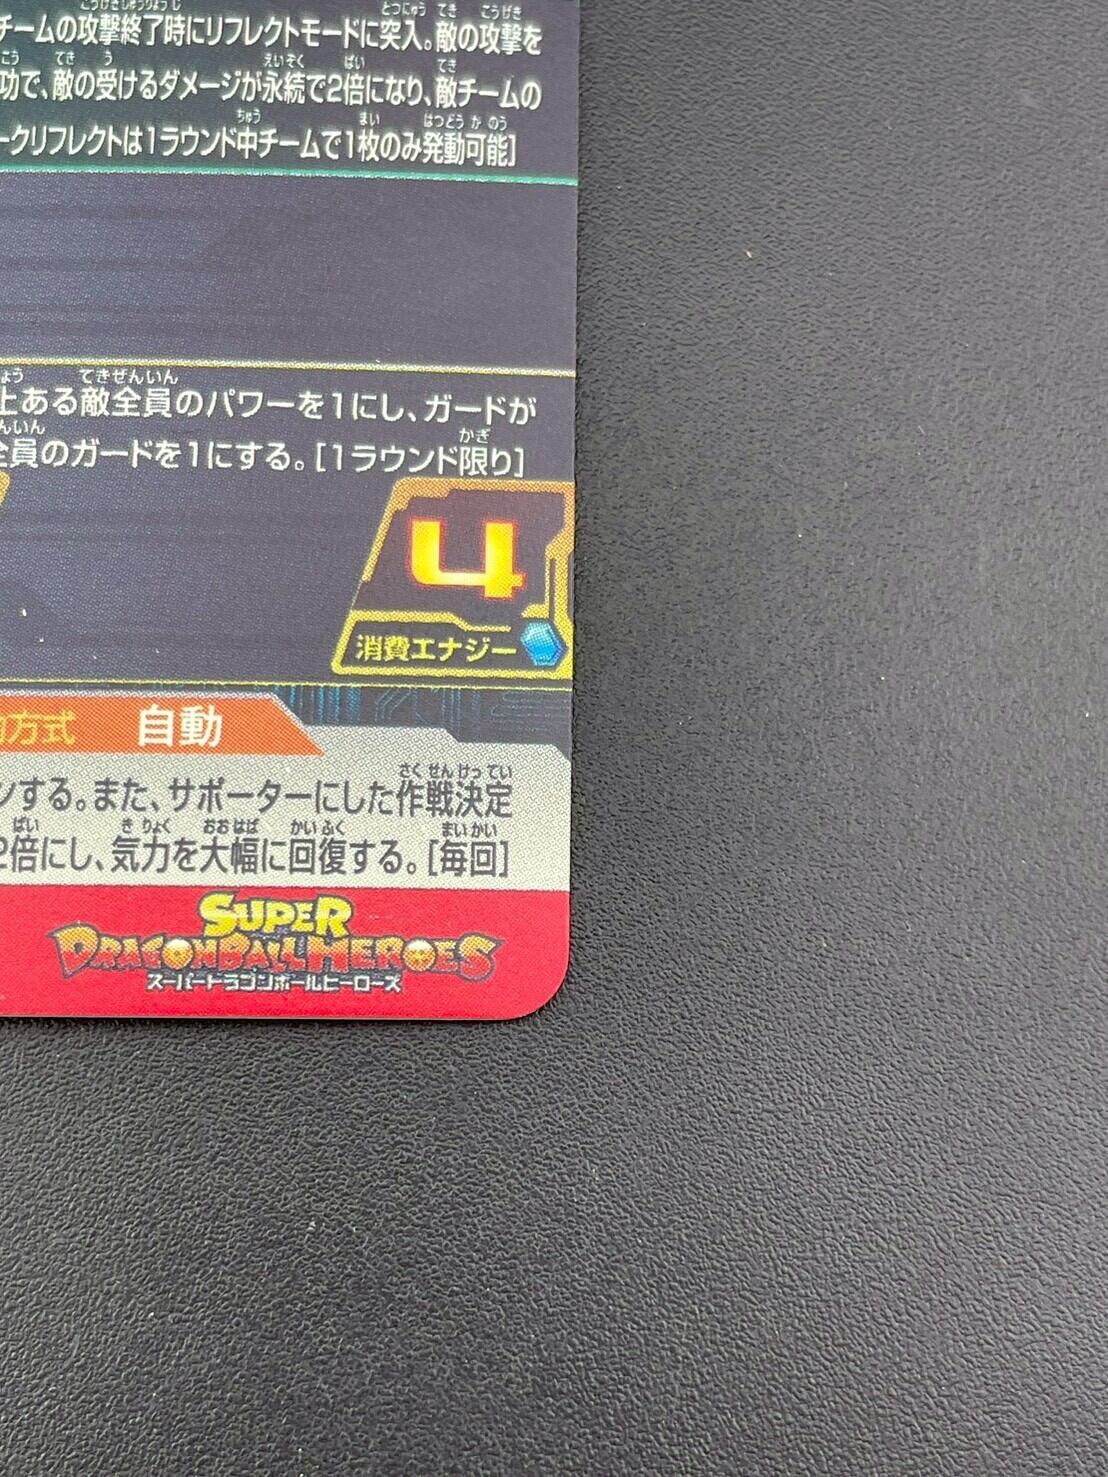 チームの攻撃終了時にリフレクトモードに突入。敵の攻撃を
功で、敵の受けるダメージが永続で2倍になり、敵チームの
ークリフレクトは1ラウンド中チームで1枚のみ発動可能]
上ある敵全員のパワーを1にし、ガードが
全員のガードを1にする。[1ラウンド限り]
4
消費エナジー
方式 自動
ンする。また、サポーターにした作戦決定
2倍にし、気力を大幅に回復する。[毎回]
SUPER
DRAGONBALL HEROES
スーパードラゴンボールヒーローズ